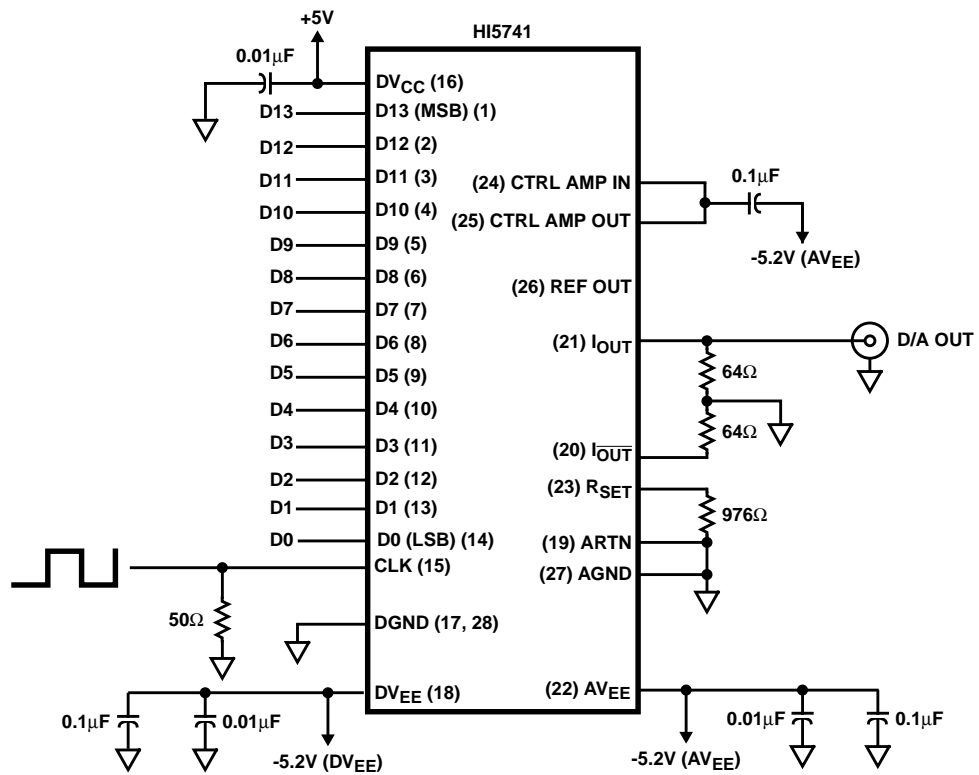 +5V
HI5741
0.01µF
DVCC (16)
D13 D13 (MSB) (1)
D12 D12 (2)
D11 D11 (3)
D10 D10 (4)
D9 D9 (5)
D8 D8 (6)
D7 D7 (7)
D6 D6 (8)
D5 D5 (9)
D4 D4 (10)
D3 D3 (11)
D2 D2 (12)
D1 D1 (13)
D0 D0 (LSB) (14)
CLK (15)
50Ω
DGND (17, 28)
DVEE (18)
0.1µF
0.01µF
-5.2V (DVEE)
(24) CTRL AMP IN
0.1µF
(25) CTRL AMP OUT
-5.2V (AVEE)
(26) REF OUT
(21) IOUT
D/A OUT
64Ω
64Ω
(20) I̅O̅U̅T̅
(23) RSET
976Ω
(19) ARTN
(27) AGND
(22) AVEE
0.01µF
0.1µF
-5.2V (AVEE)